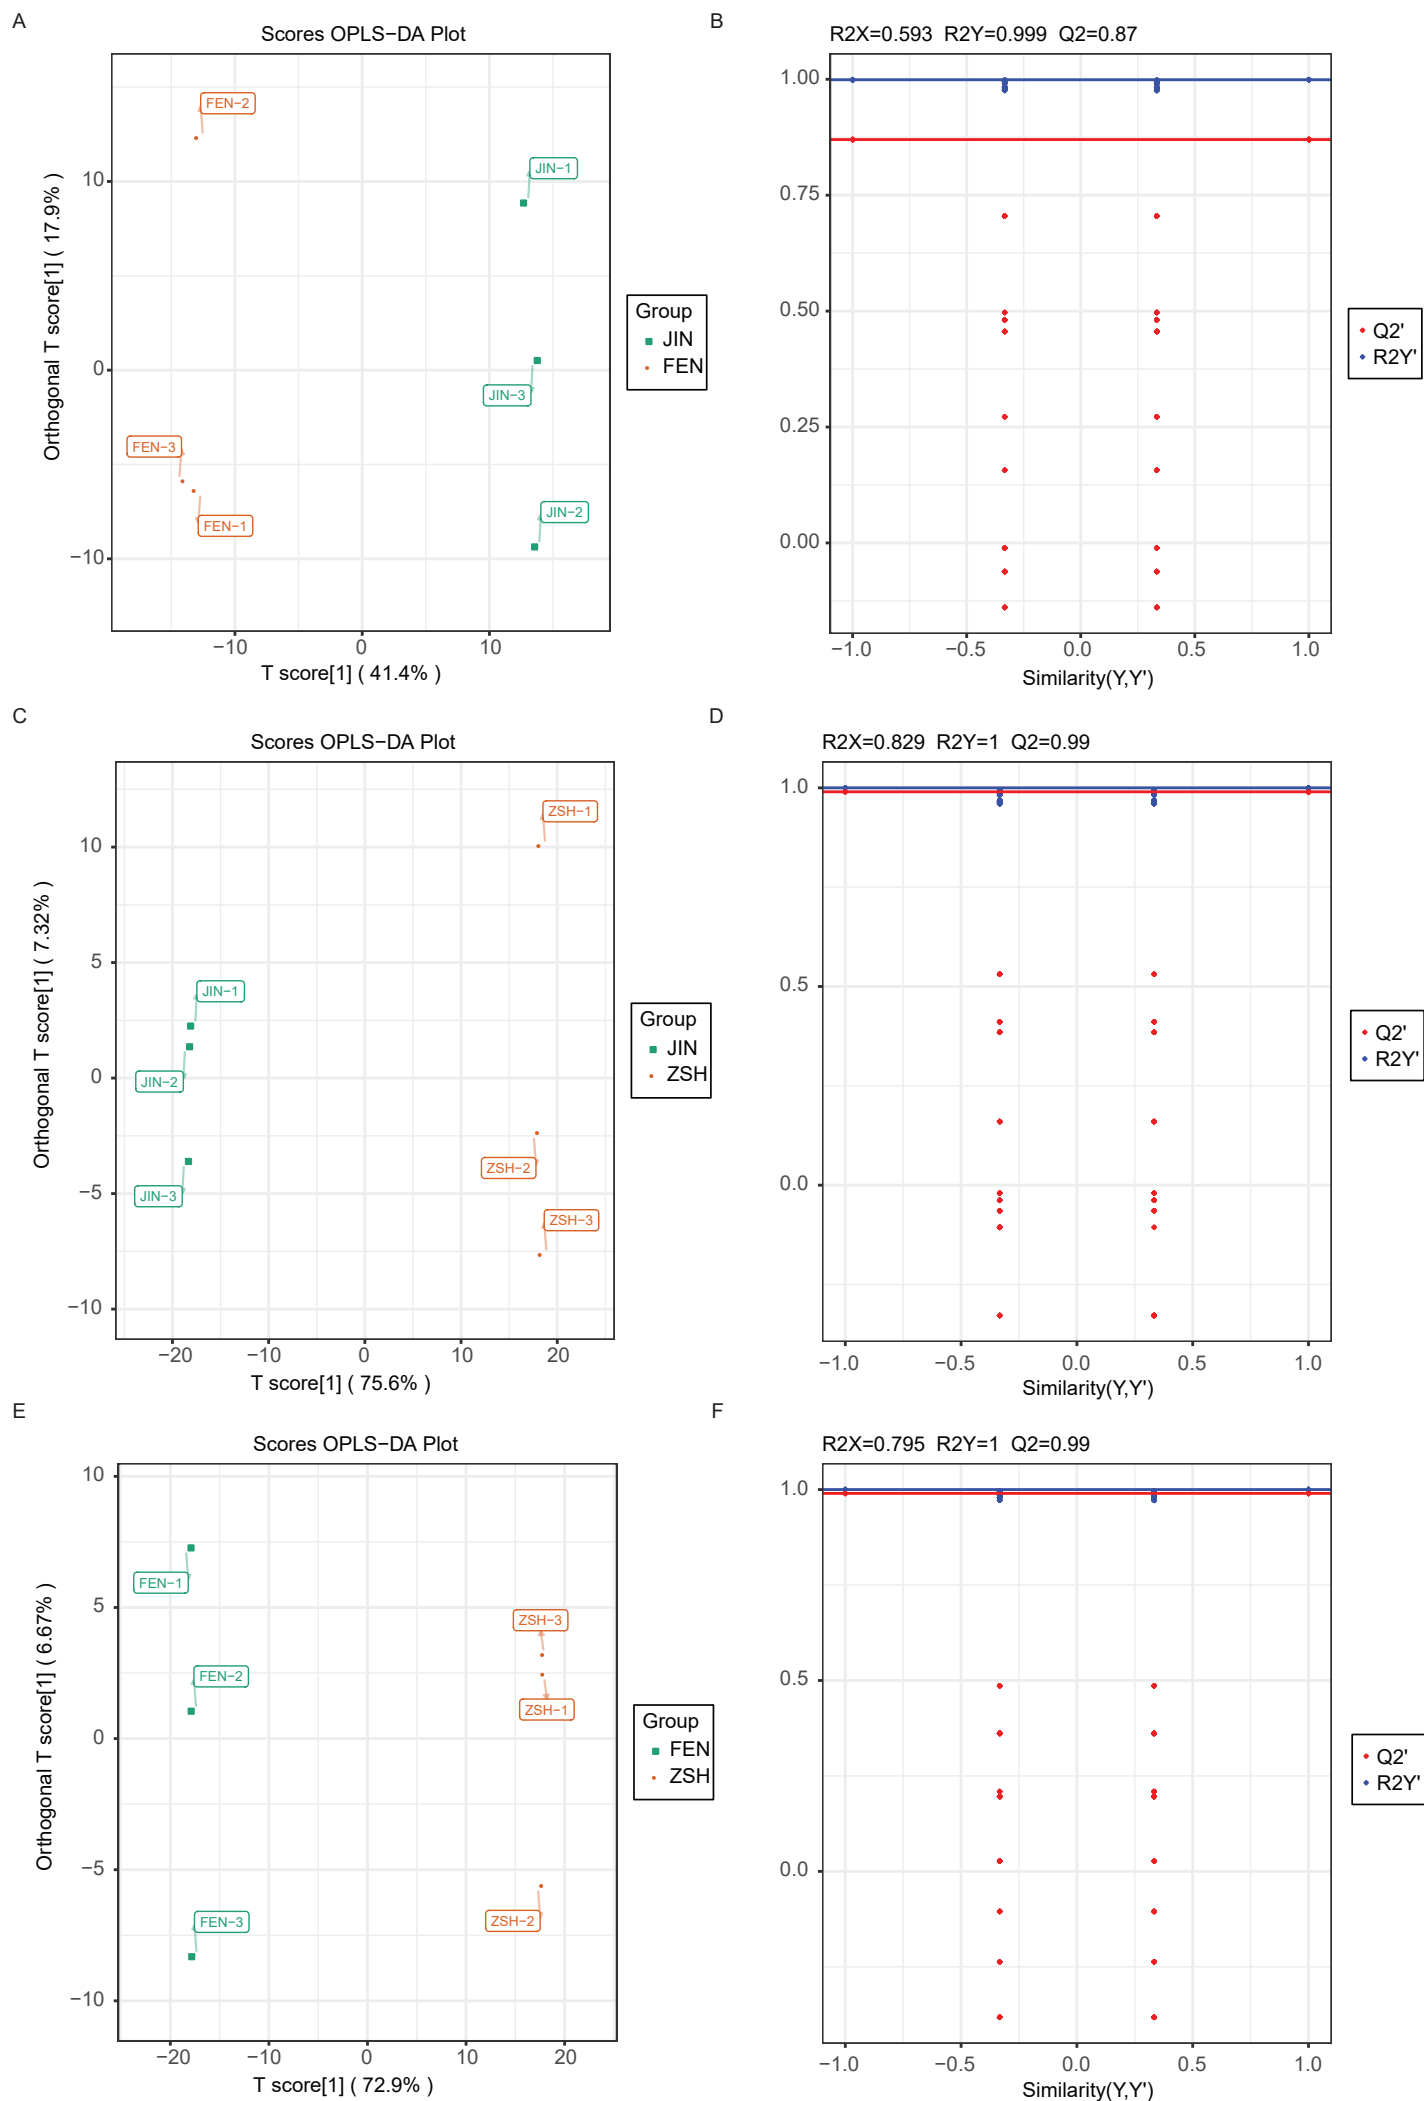 A
Scores OPLS−DA Plot
Orthogonal T score[1] ( 17.9% )
10
0
−10
FEN−2
JIN−1
JIN−3
FEN−3
FEN−1
JIN−2
−10
0
10
T score[1] ( 41.4% )
Group
JIN
FEN
B
R2X=0.593 R2Y=0.999 Q2=0.87
1.00
0.75
0.50
0.25
0.00
−1.0
−0.5
0.0
0.5
1.0
Similarity(Y,Y')
Q2'
R2Y'
C
Scores OPLS−DA Plot
Orthogonal T score[1] ( 7.32% )
10
5
0
−5
−10
ZSH−1
JIN−1
JIN−2
ZSH−2
JIN−3
ZSH−3
−20
−10
0
10
20
T score[1] ( 75.6% )
Group
JIN
ZSH
D
R2X=0.829 R2Y=1 Q2=0.99
1.0
0.5
0.0
−1.0
−0.5
0.0
0.5
1.0
Similarity(Y,Y')
Q2'
R2Y'
E
Scores OPLS−DA Plot
Orthogonal T score[1] ( 6.67% )
10
5
0
−5
−10
FEN−1
ZSH−3
FEN−2
ZSH−1
FEN−3
ZSH−2
−20
−10
0
10
20
T score[1] ( 72.9% )
Group
FEN
ZSH
F
R2X=0.795 R2Y=1 Q2=0.99
1.0
0.5
0.0
−1.0
−0.5
0.0
0.5
1.0
Similarity(Y,Y')
Q2'
R2Y'